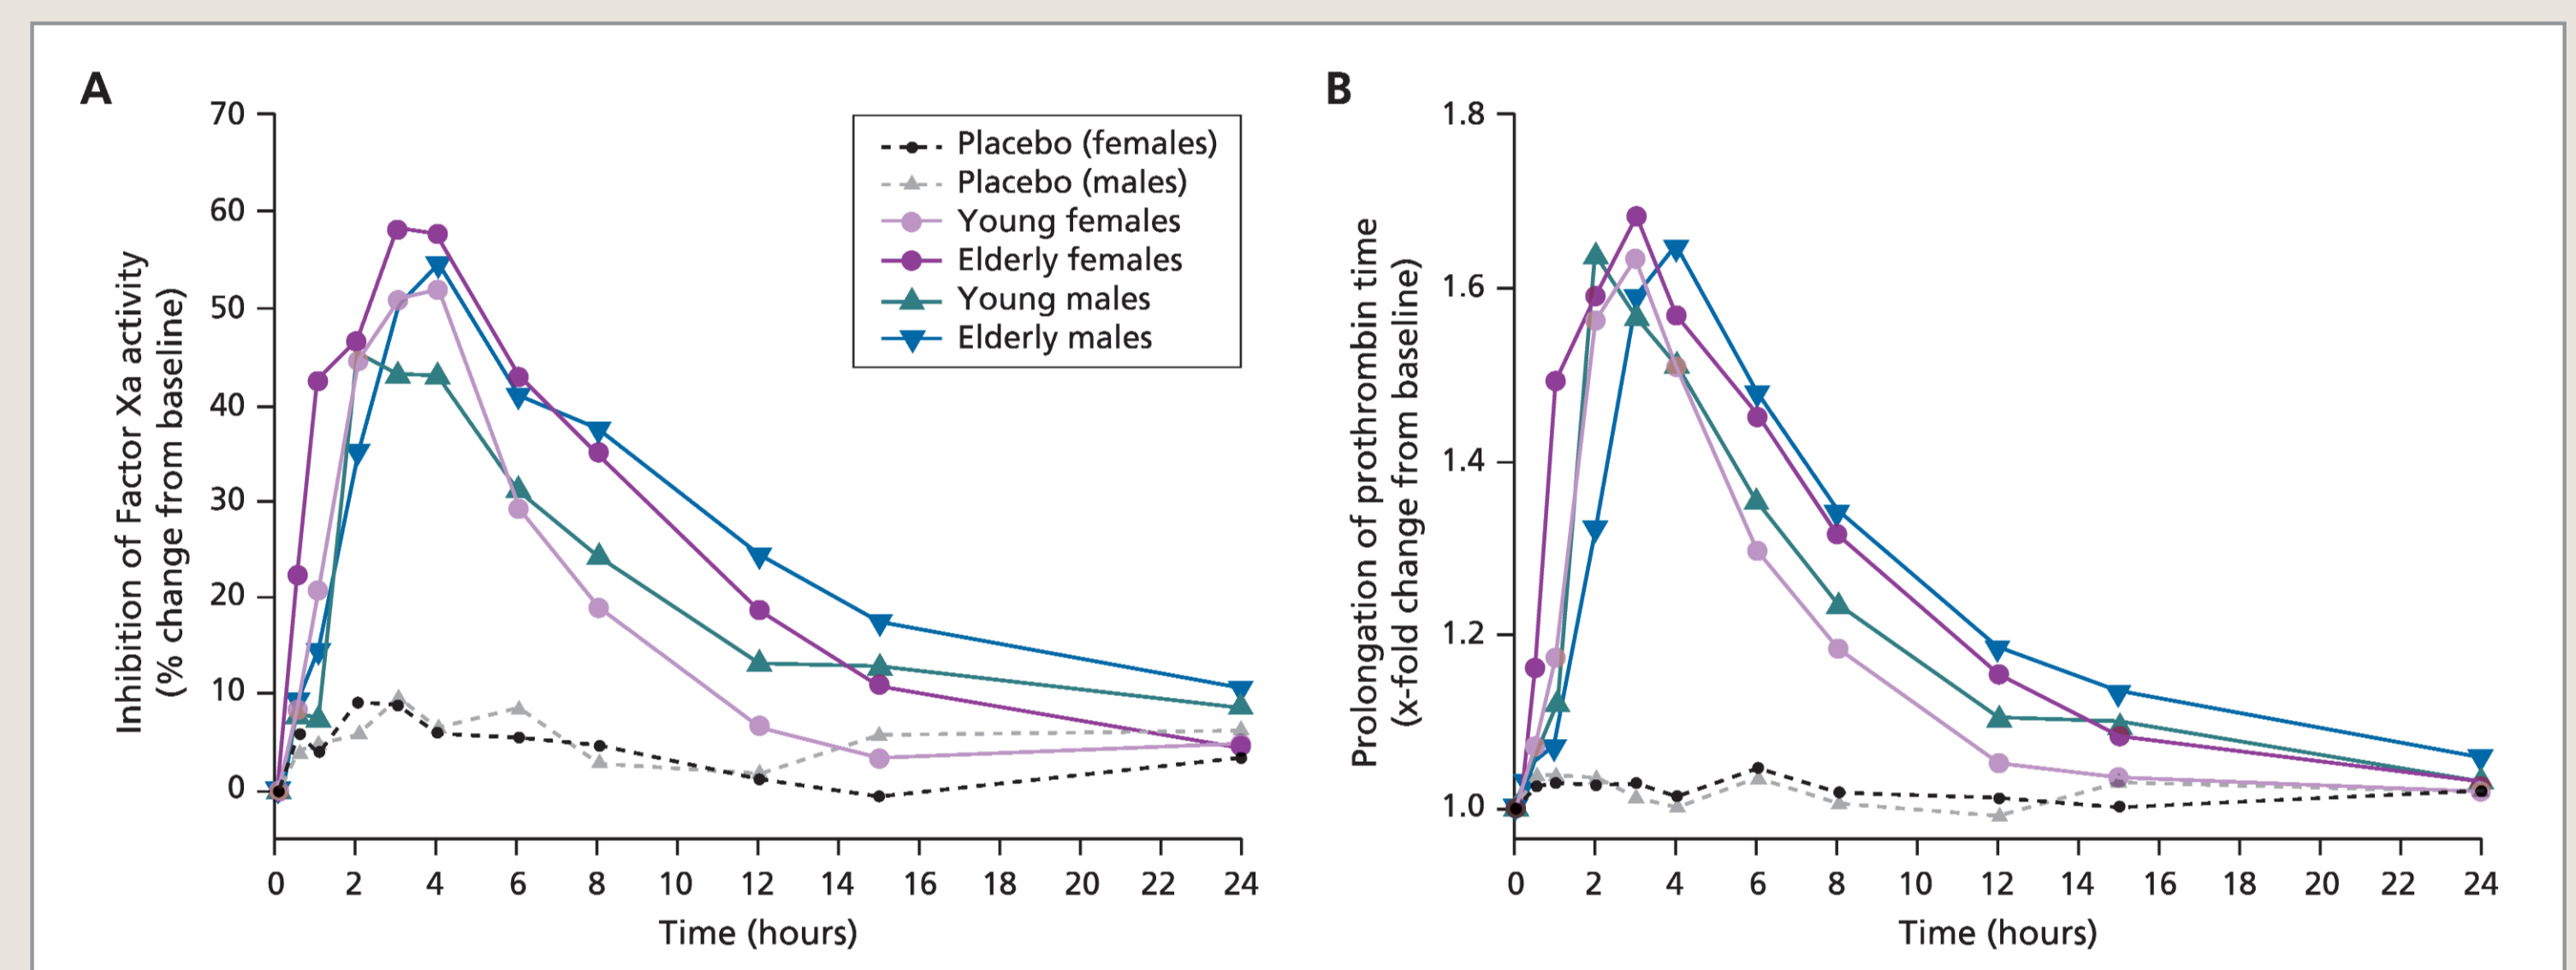 A
70
60
50
40
30
20
10
0
Inhibition of Factor Xa activity
(% change from baseline)
Placebo (females)
Placebo (males)
Young females
Elderly females
Young males
Elderly males
0 2 4 6 8 10 12 14 16 18 20 22 24
Time (hours)
B
1.8
1.6
1.4
1.2
1.0
Prolongation of prothrombin time
(x-fold change from baseline)
0 2 4 6 8 10 12 14 16 18 20 22 24
Time (hours)